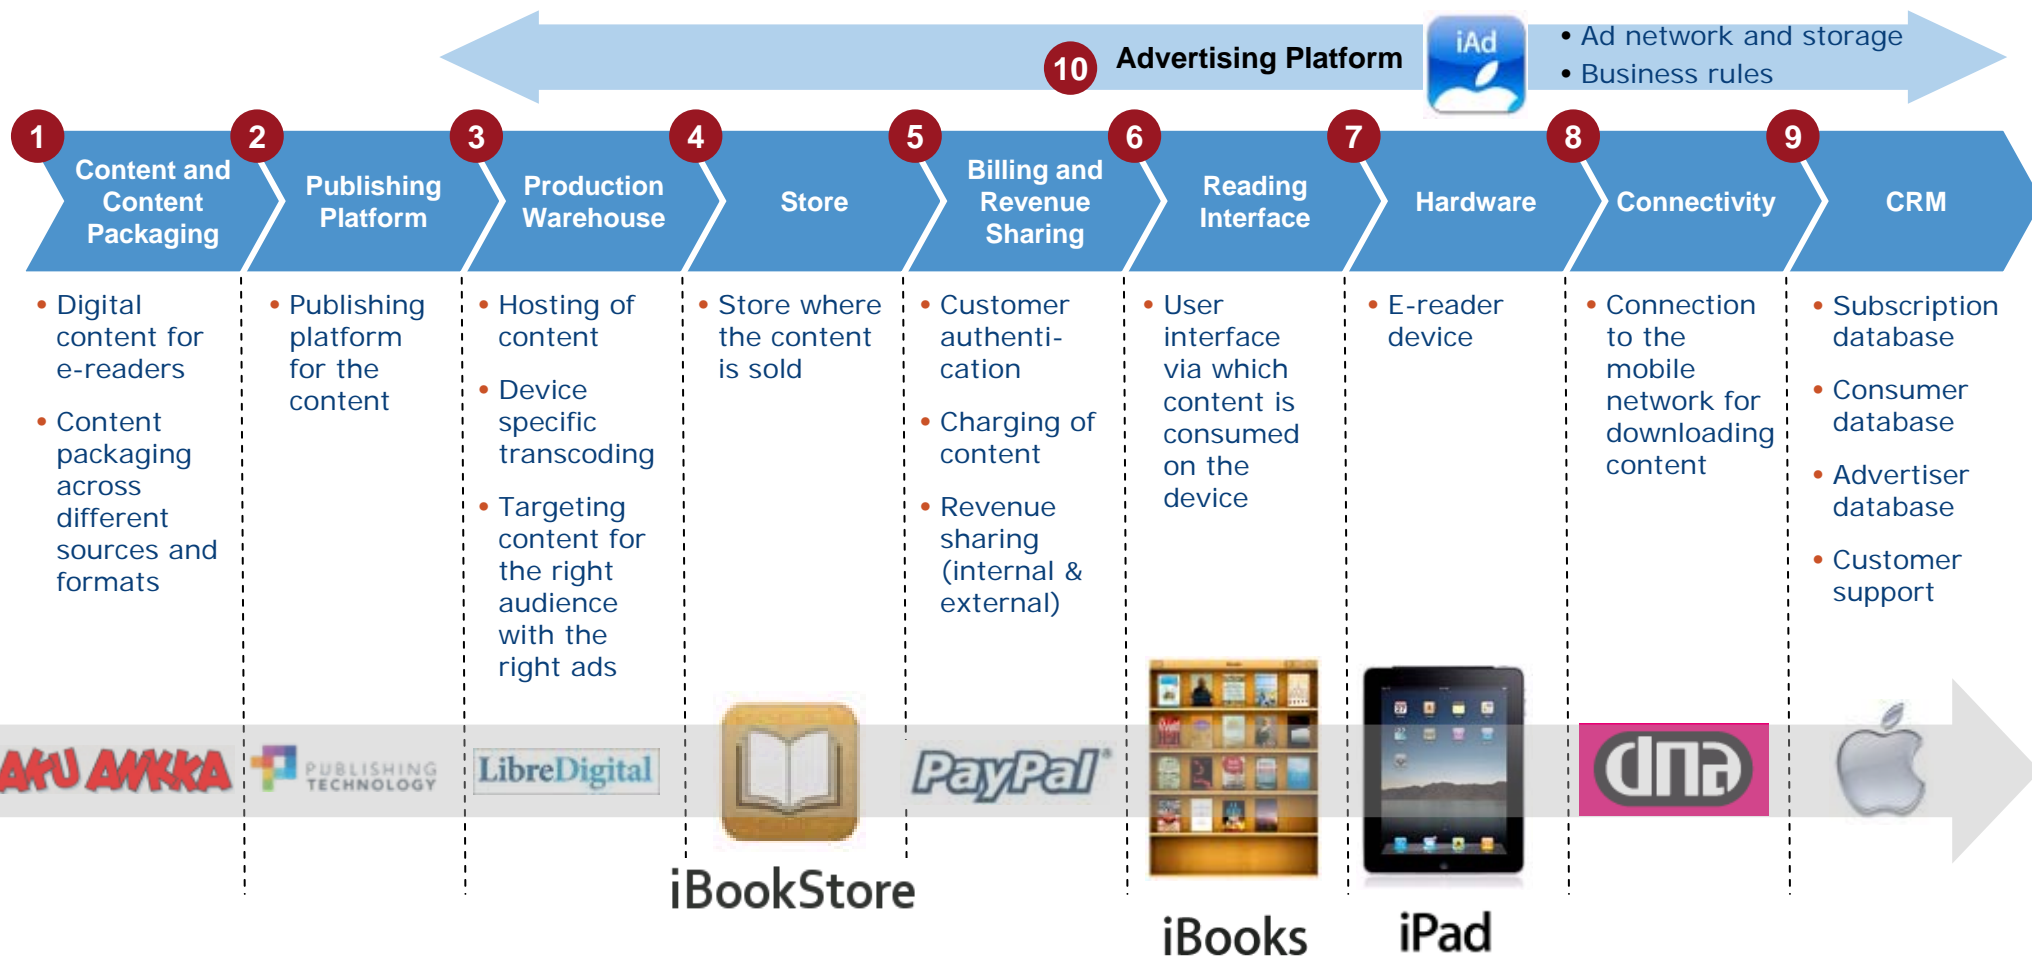 10 Advertising Platform
iAd
• Ad network and storage
• Business rules
1
Content and
Content
Packaging
2
Publishing
Platform
3
Production
Warehouse
4
Store
5
Billing and
Revenue
Sharing
6
Reading
Interface
7
Hardware
8
Connectivity
9
CRM
• Digital
content for
e-readers
• Content
packaging
across
different
sources and
formats
• Publishing
platform
for the
content
• Hosting of
content
• Device
specific
transcoding
• Targeting
content for
the right
audience
with the
right ads
• Store where
the content
is sold
• Customer
authenti-
cation
• Charging of
content
• Revenue
sharing
(internal &
external)
• User
interface
via which
content is
consumed
on the
device
• E-reader
device
• Connection
to the
mobile
network for
downloading
content
• Subscription
database
• Consumer
database
• Advertiser
database
• Customer
support
AKU ANKKA
PUBLISHING
TECHNOLOGY
LibreDigital
iBookStore
PayPal®
iBooks
iPad
dna